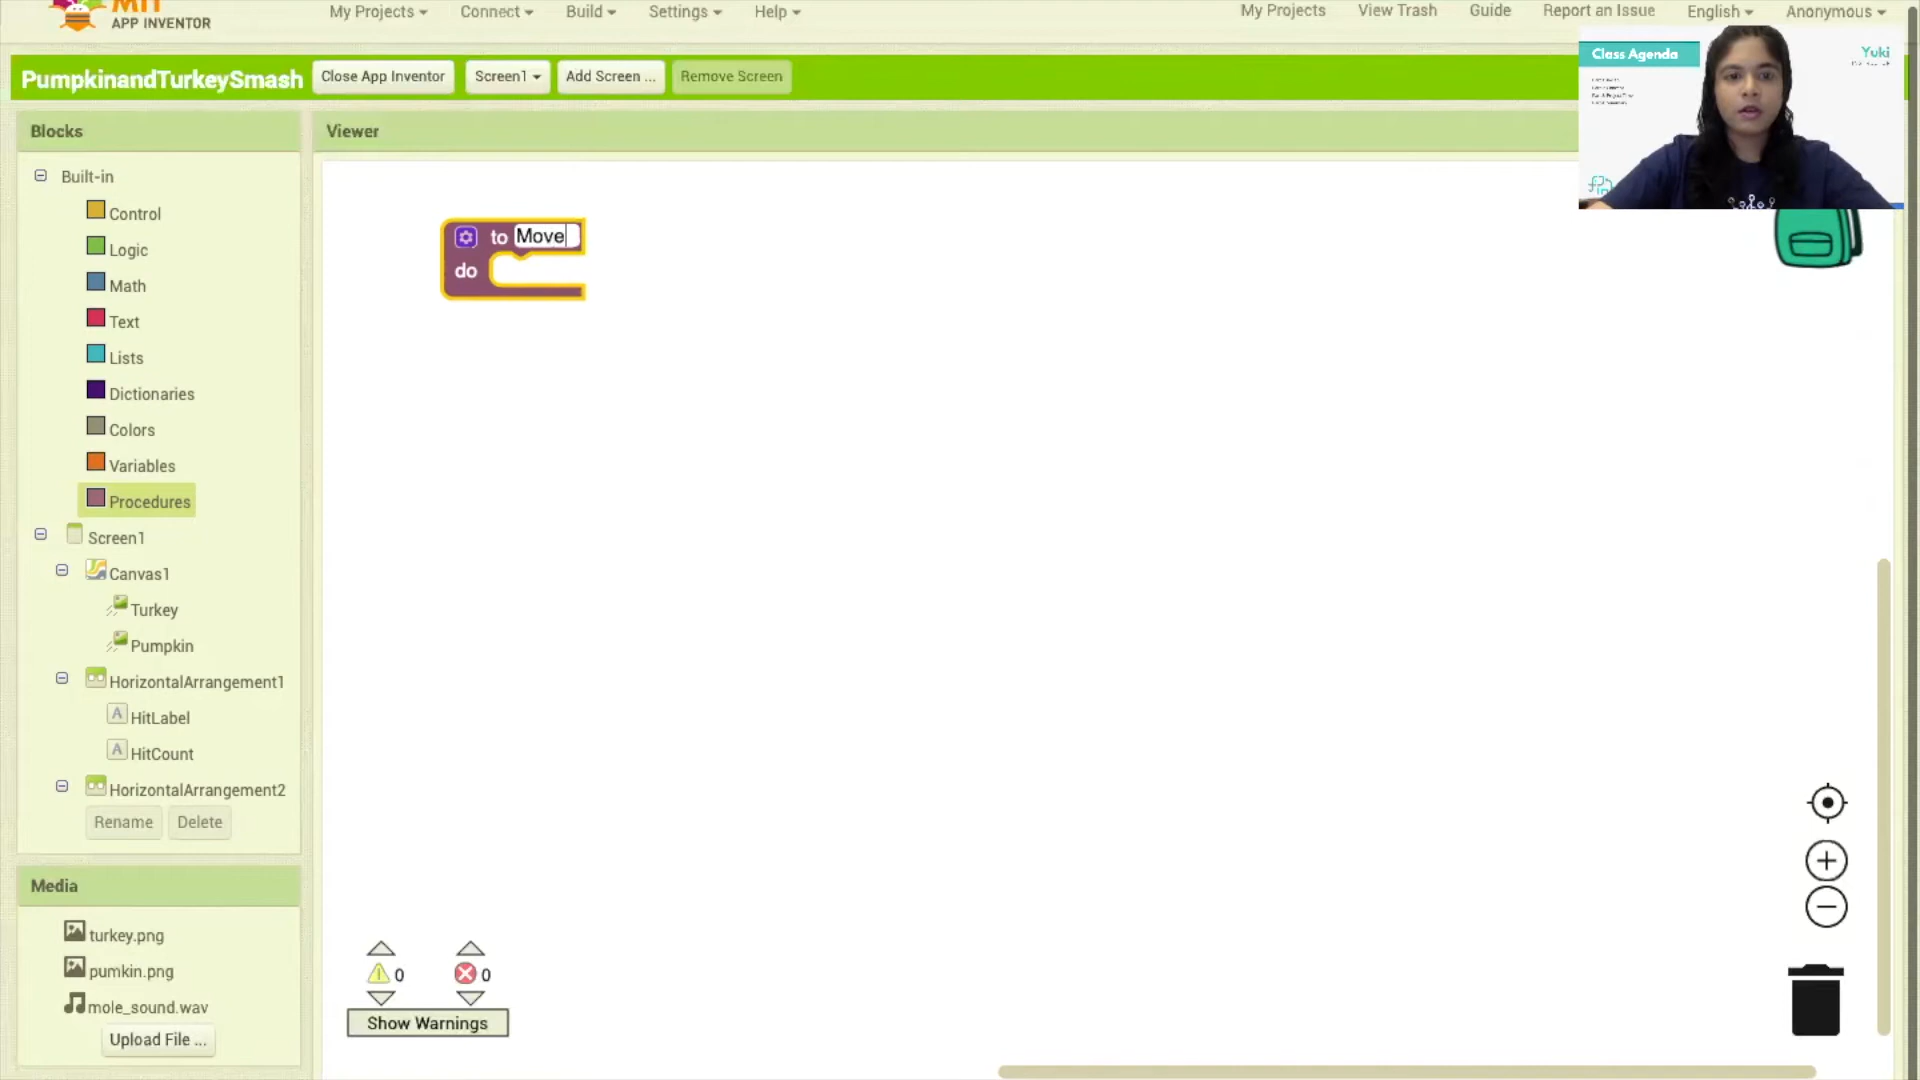 MIT
APP INVENTOR
My Projects
Connect
Build
Settings
Help
My Projects
View Trash
Guide
Report an Issue
English
Anonymous
PumpkinandTurkeySmash
Close App Inventor
Screen1
Add Screen ...
Remove Screen
Class Agenda
Yuki
Blocks
Viewer
Built-in
Control
Logic
Math
Text
Lists
Dictionaries
Colors
Variables
Procedures
Screen1
Canvas1
Turkey
Pumpkin
HorizontalArrangement1
A HitLabel
A HitCount
HorizontalArrangement2
Rename
Delete
Media
turkey.png
pumkin.png
mole_sound.wav
Upload File ...
to Move
do
0
0
Show Warnings